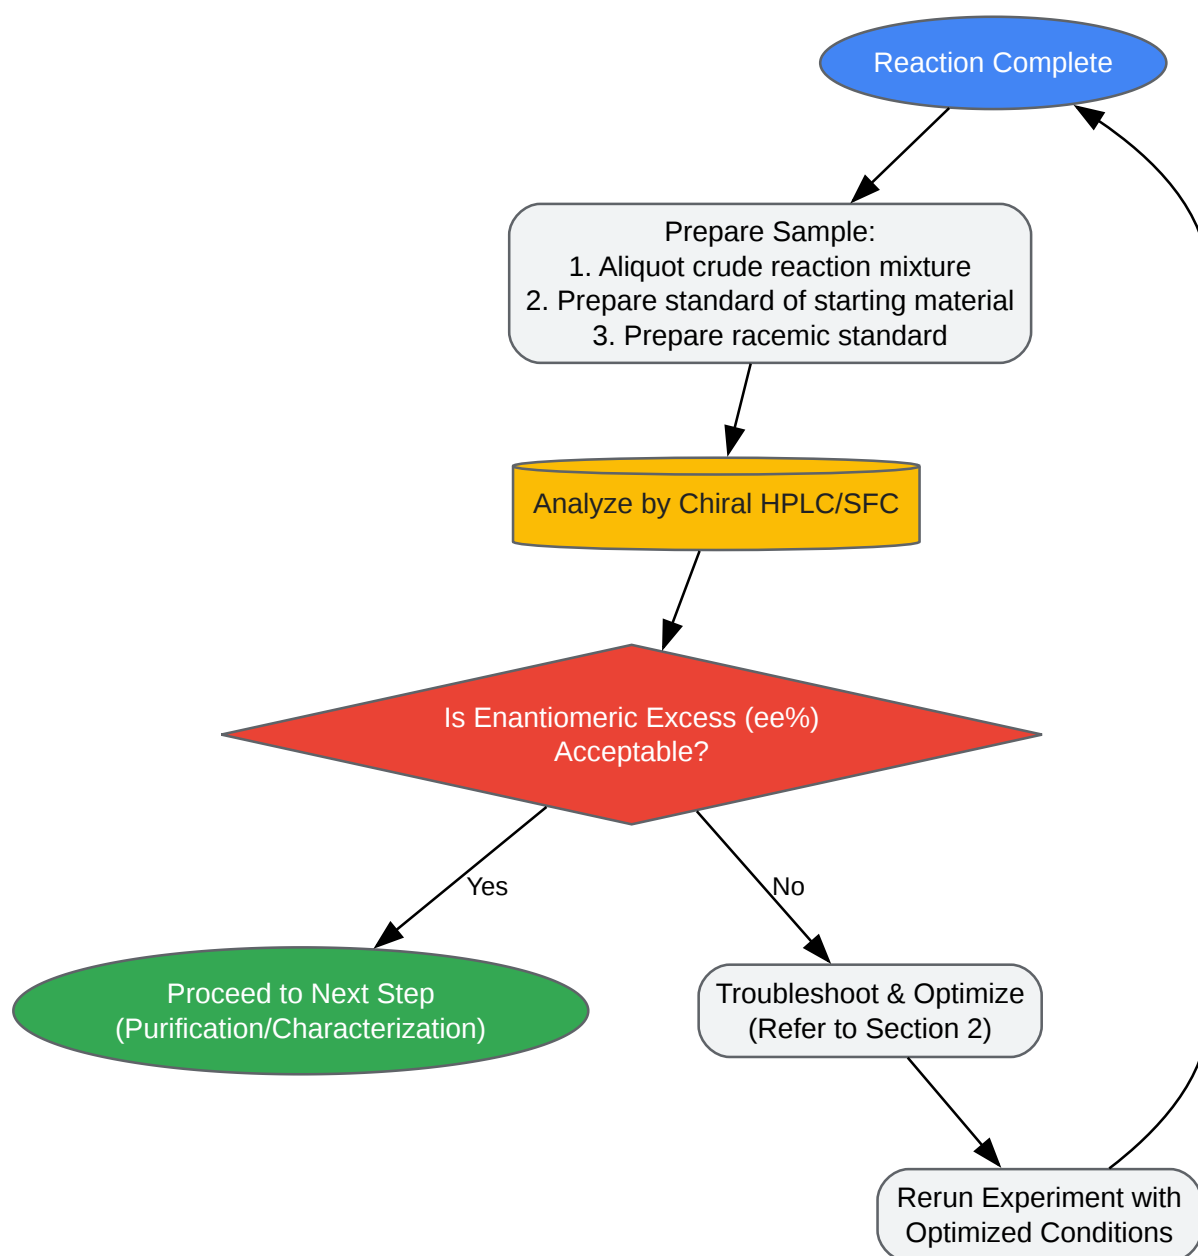 Reaction Complete
Prepare Sample:
1. Aliquot crude reaction mixture
2. Prepare standard of starting material
3. Prepare racemic standard
Analyze by Chiral HPLC/SFC
Is Enantiomeric Excess (ee%)
Acceptable?
Yes
No
Proceed to Next Step
(Purification/Characterization)
Troubleshoot & Optimize
(Refer to Section 2)
Rerun Experiment with
Optimized Conditions